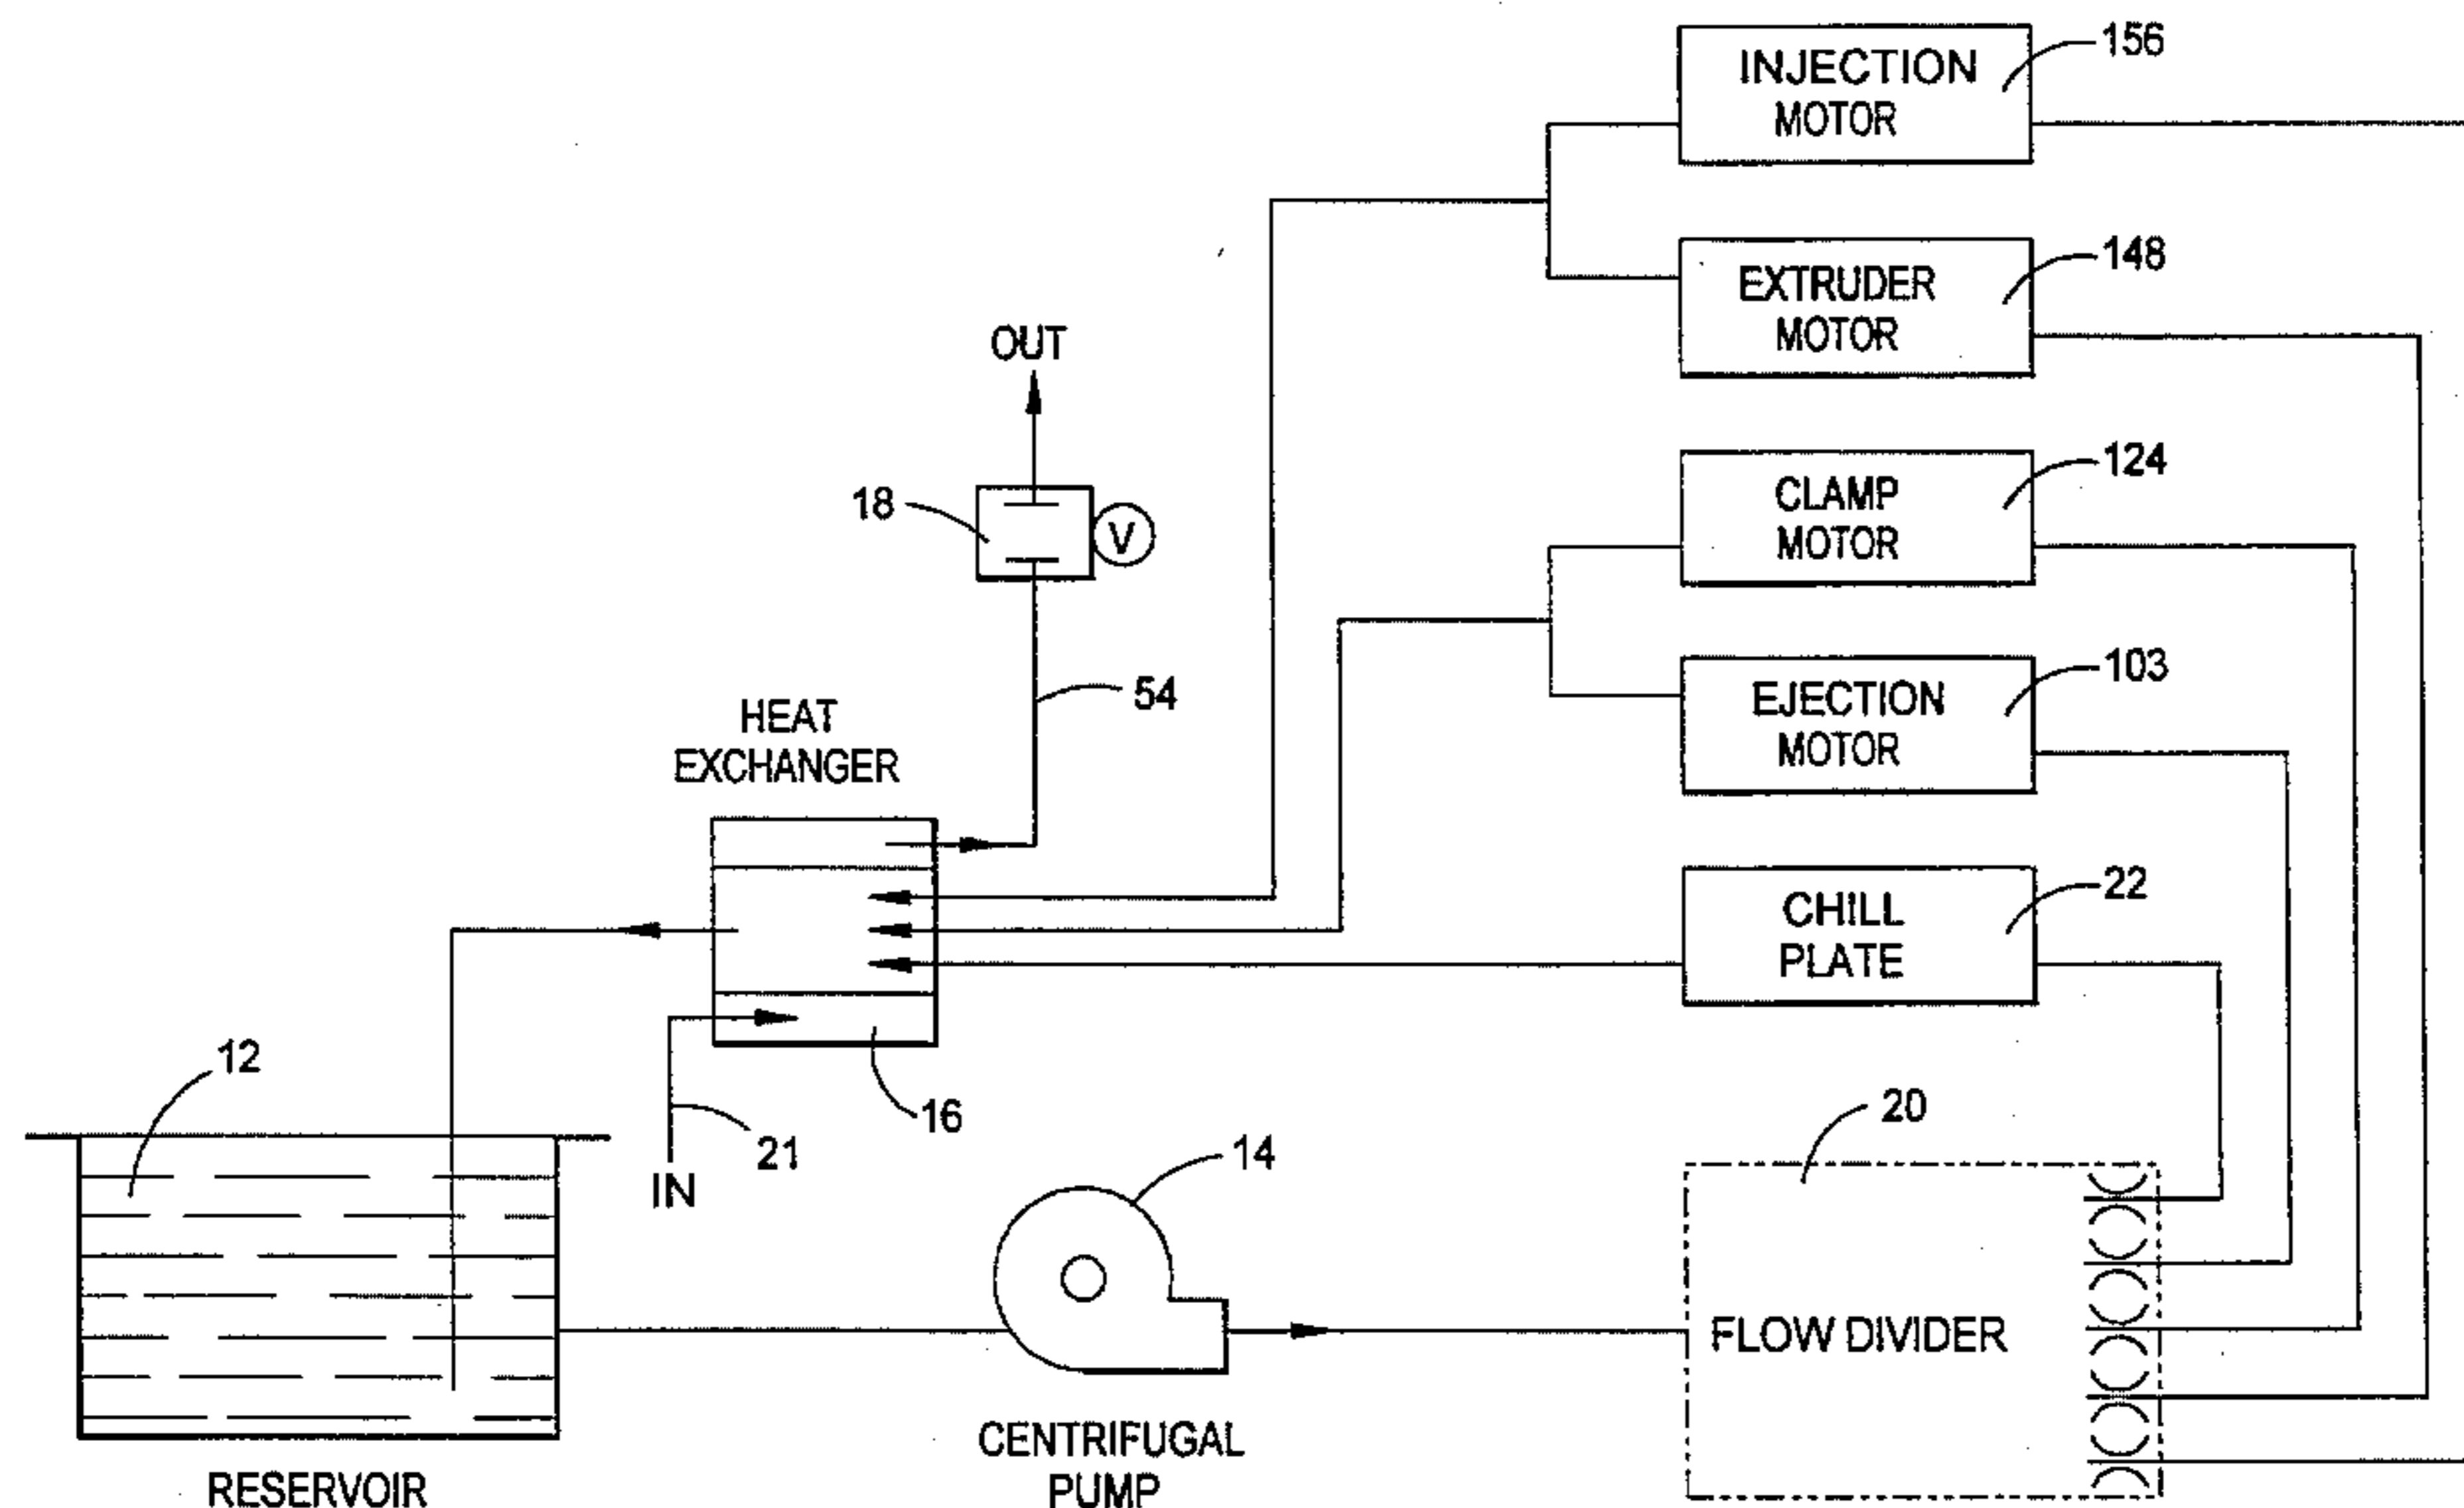 INJECTION
MOTOR
156
EXTRUDER
MOTOR
148
OUT
18
V
CLAMP
MOTOR
124
54
EJECTION
MOTOR
103
HEAT
EXCHANGER
CHILL
PLATE
22
12
16
21
IN
14
20
FLOW DIVIDER
CENTRIFUGAL
PUMP
RESERVOIR